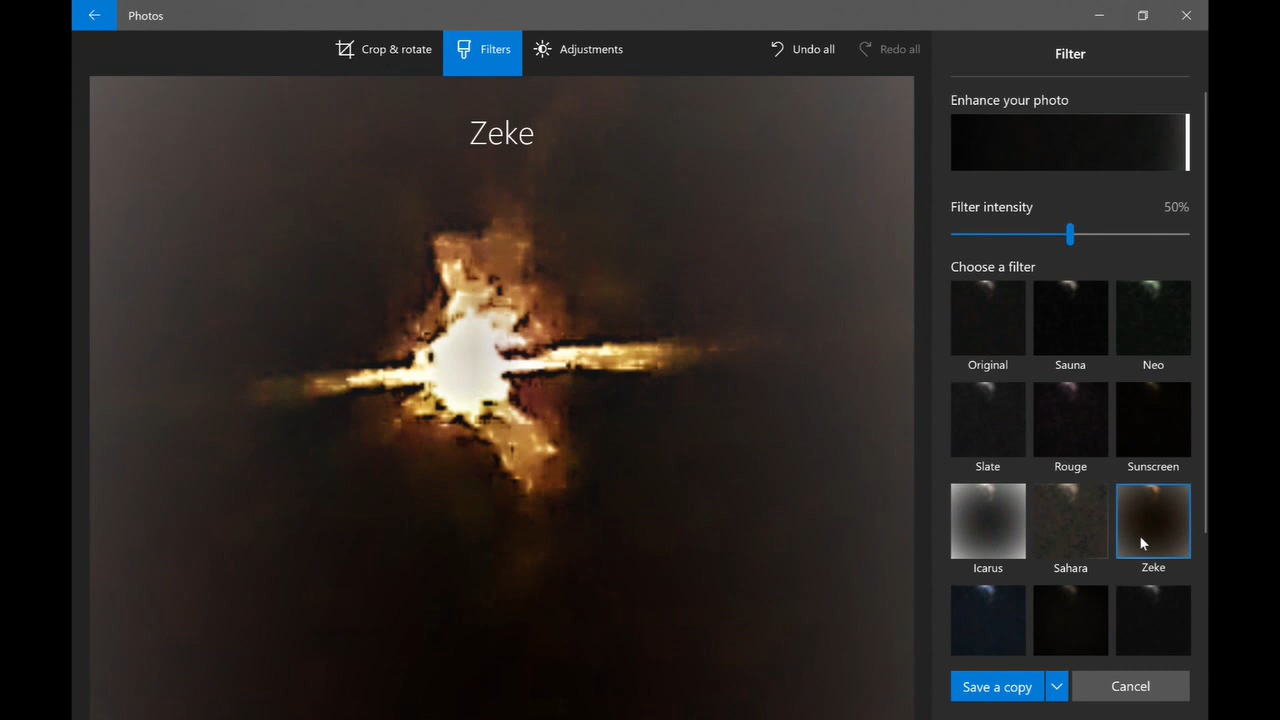 Photos
Crop & rotate
Filters
Adjustments
Undo all
Redo all
Filter
Zeke
Enhance your photo
Filter intensity 50%
Choose a filter
Original Sauna Neo
Slate Rouge Sunscreen
Icarus Sahara Zeke
Save a copy
Cancel